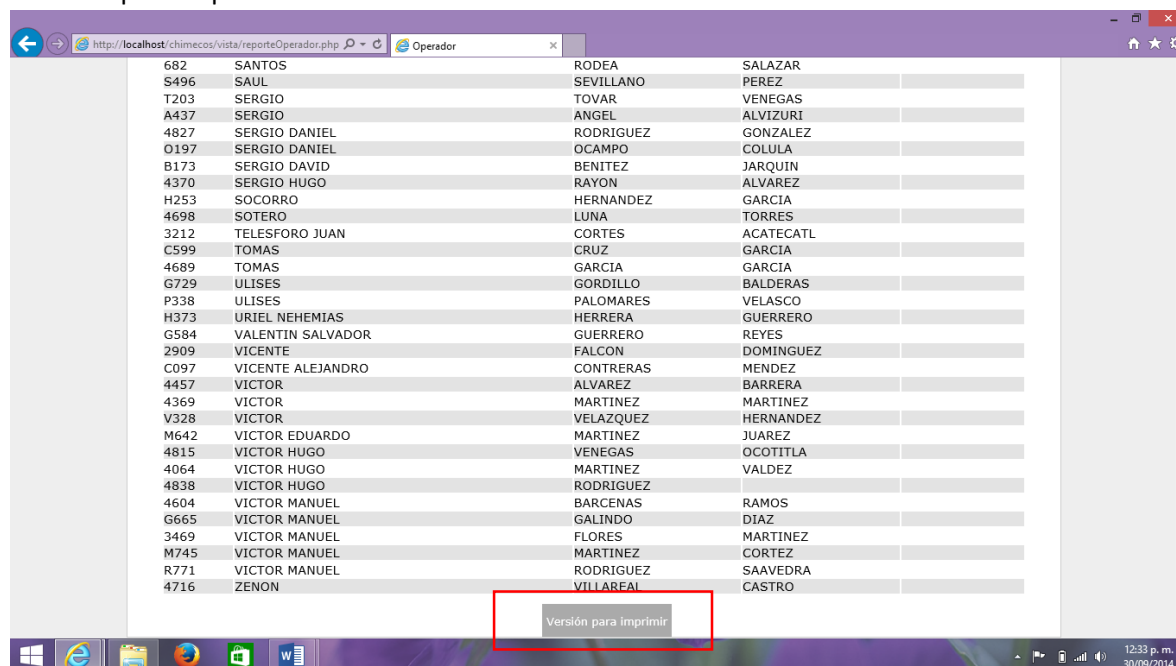 http://localhost/chimecos/vista/reporteOperador.php Operador
682 SANTOS RODEA SALAZAR
S496 SAUL SEVILLANO PEREZ
T203 SERGIO TOVAR VENEGAS
A437 SERGIO ANGEL ALVIZURI
4827 SERGIO DANIEL RODRIGUEZ GONZALEZ
O197 SERGIO DANIEL OCAMPO COLULA
B173 SERGIO DAVID BENITEZ JARQUIN
4370 SERGIO HUGO RAYON ALVAREZ
H253 SOCORRO HERNANDEZ GARCIA
4698 SOTERO LUNA TORRES
3212 TELESFORO JUAN CORTES ACATECATL
C599 TOMAS CRUZ GARCIA
4689 TOMAS GARCIA GARCIA
G729 ULISES GORDILLO BALDERAS
P338 ULISES PALOMARES VELASCO
H373 URIEL NEHEMIAS HERRERA GUERRERO
G584 VALENTIN SALVADOR GUERRERO REYES
2909 VICENTE FALCON DOMINGUEZ
C097 VICENTE ALEJANDRO CONTRERAS MENDEZ
4457 VICTOR ALVAREZ BARRERA
4369 VICTOR MARTINEZ MARTINEZ
V328 VICTOR VELAZQUEZ HERNANDEZ
M642 VICTOR EDUARDO MARTINEZ JUAREZ
4815 VICTOR HUGO VENEGAS OCOTITLA
4064 VICTOR HUGO MARTINEZ VALDEZ
4838 VICTOR HUGO RODRIGUEZ
4604 VICTOR MANUEL BARCENAS RAMOS
G665 VICTOR MANUEL GALINDO DIAZ
3469 VICTOR MANUEL FLORES MARTINEZ
M745 VICTOR MANUEL MARTINEZ CORTEZ
R771 VICTOR MANUEL RODRIGUEZ SAAVEDRA
4716 ZENON VILLAREAL CASTRO
Versión para imprimir
12:33 p. m.